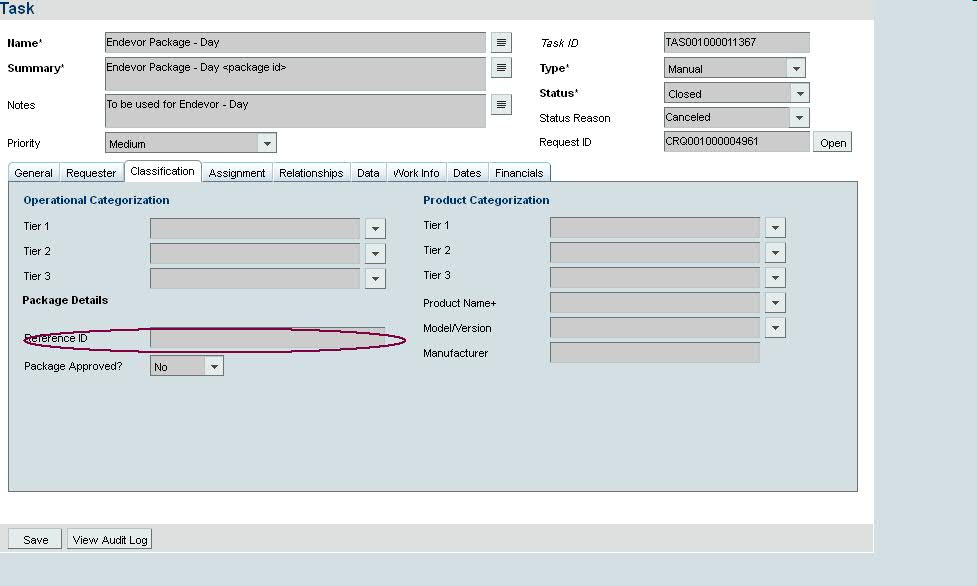 Task
Name* Endevor Package - Day
Summary* Endevor Package - Day <package id>
Notes To be used for Endevor - Day
Priority Medium
Task ID TAS001000011367
Type* Manual
Status* Closed
Status Reason Canceled
Request ID CRQ001000004961 Open
General Requester Classification Assignment Relationships Data Work Info Dates Financials
Operational Categorization
Tier 1
Tier 2
Tier 3
Package Details
Reference ID
Package Approved? No
Product Categorization
Tier 1
Tier 2
Tier 3
Product Name+
Model/Version
Manufacturer
Save View Audit Log